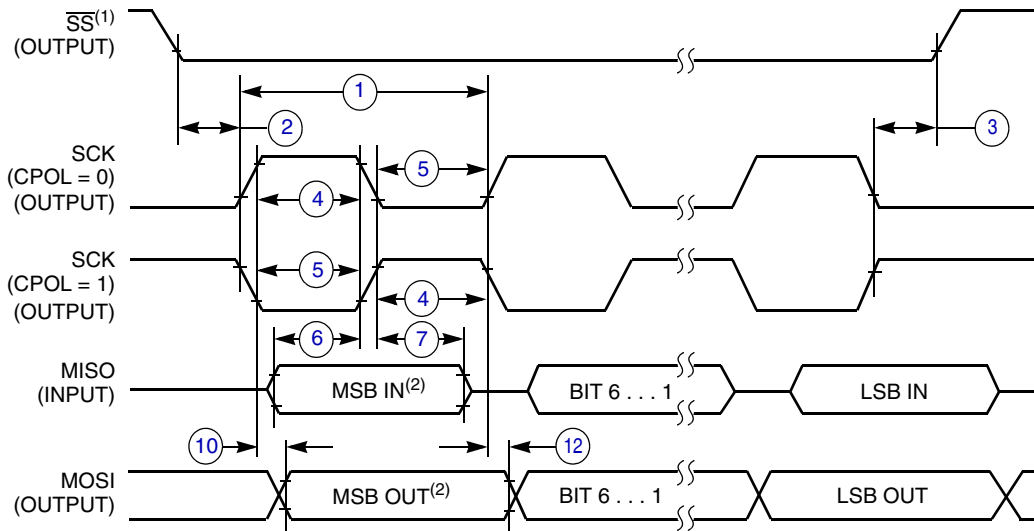 SS(1)
(OUTPUT)
1
2
3
SCK
(CPOL = 0)
(OUTPUT)
5
4
SCK
(CPOL = 1)
(OUTPUT)
5
4
6
7
MISO
(INPUT)
MSB IN(2)
BIT 6 . . . 1
LSB IN
10
12
MOSI
(OUTPUT)
MSB OUT(2)
BIT 6 . . . 1
LSB OUT